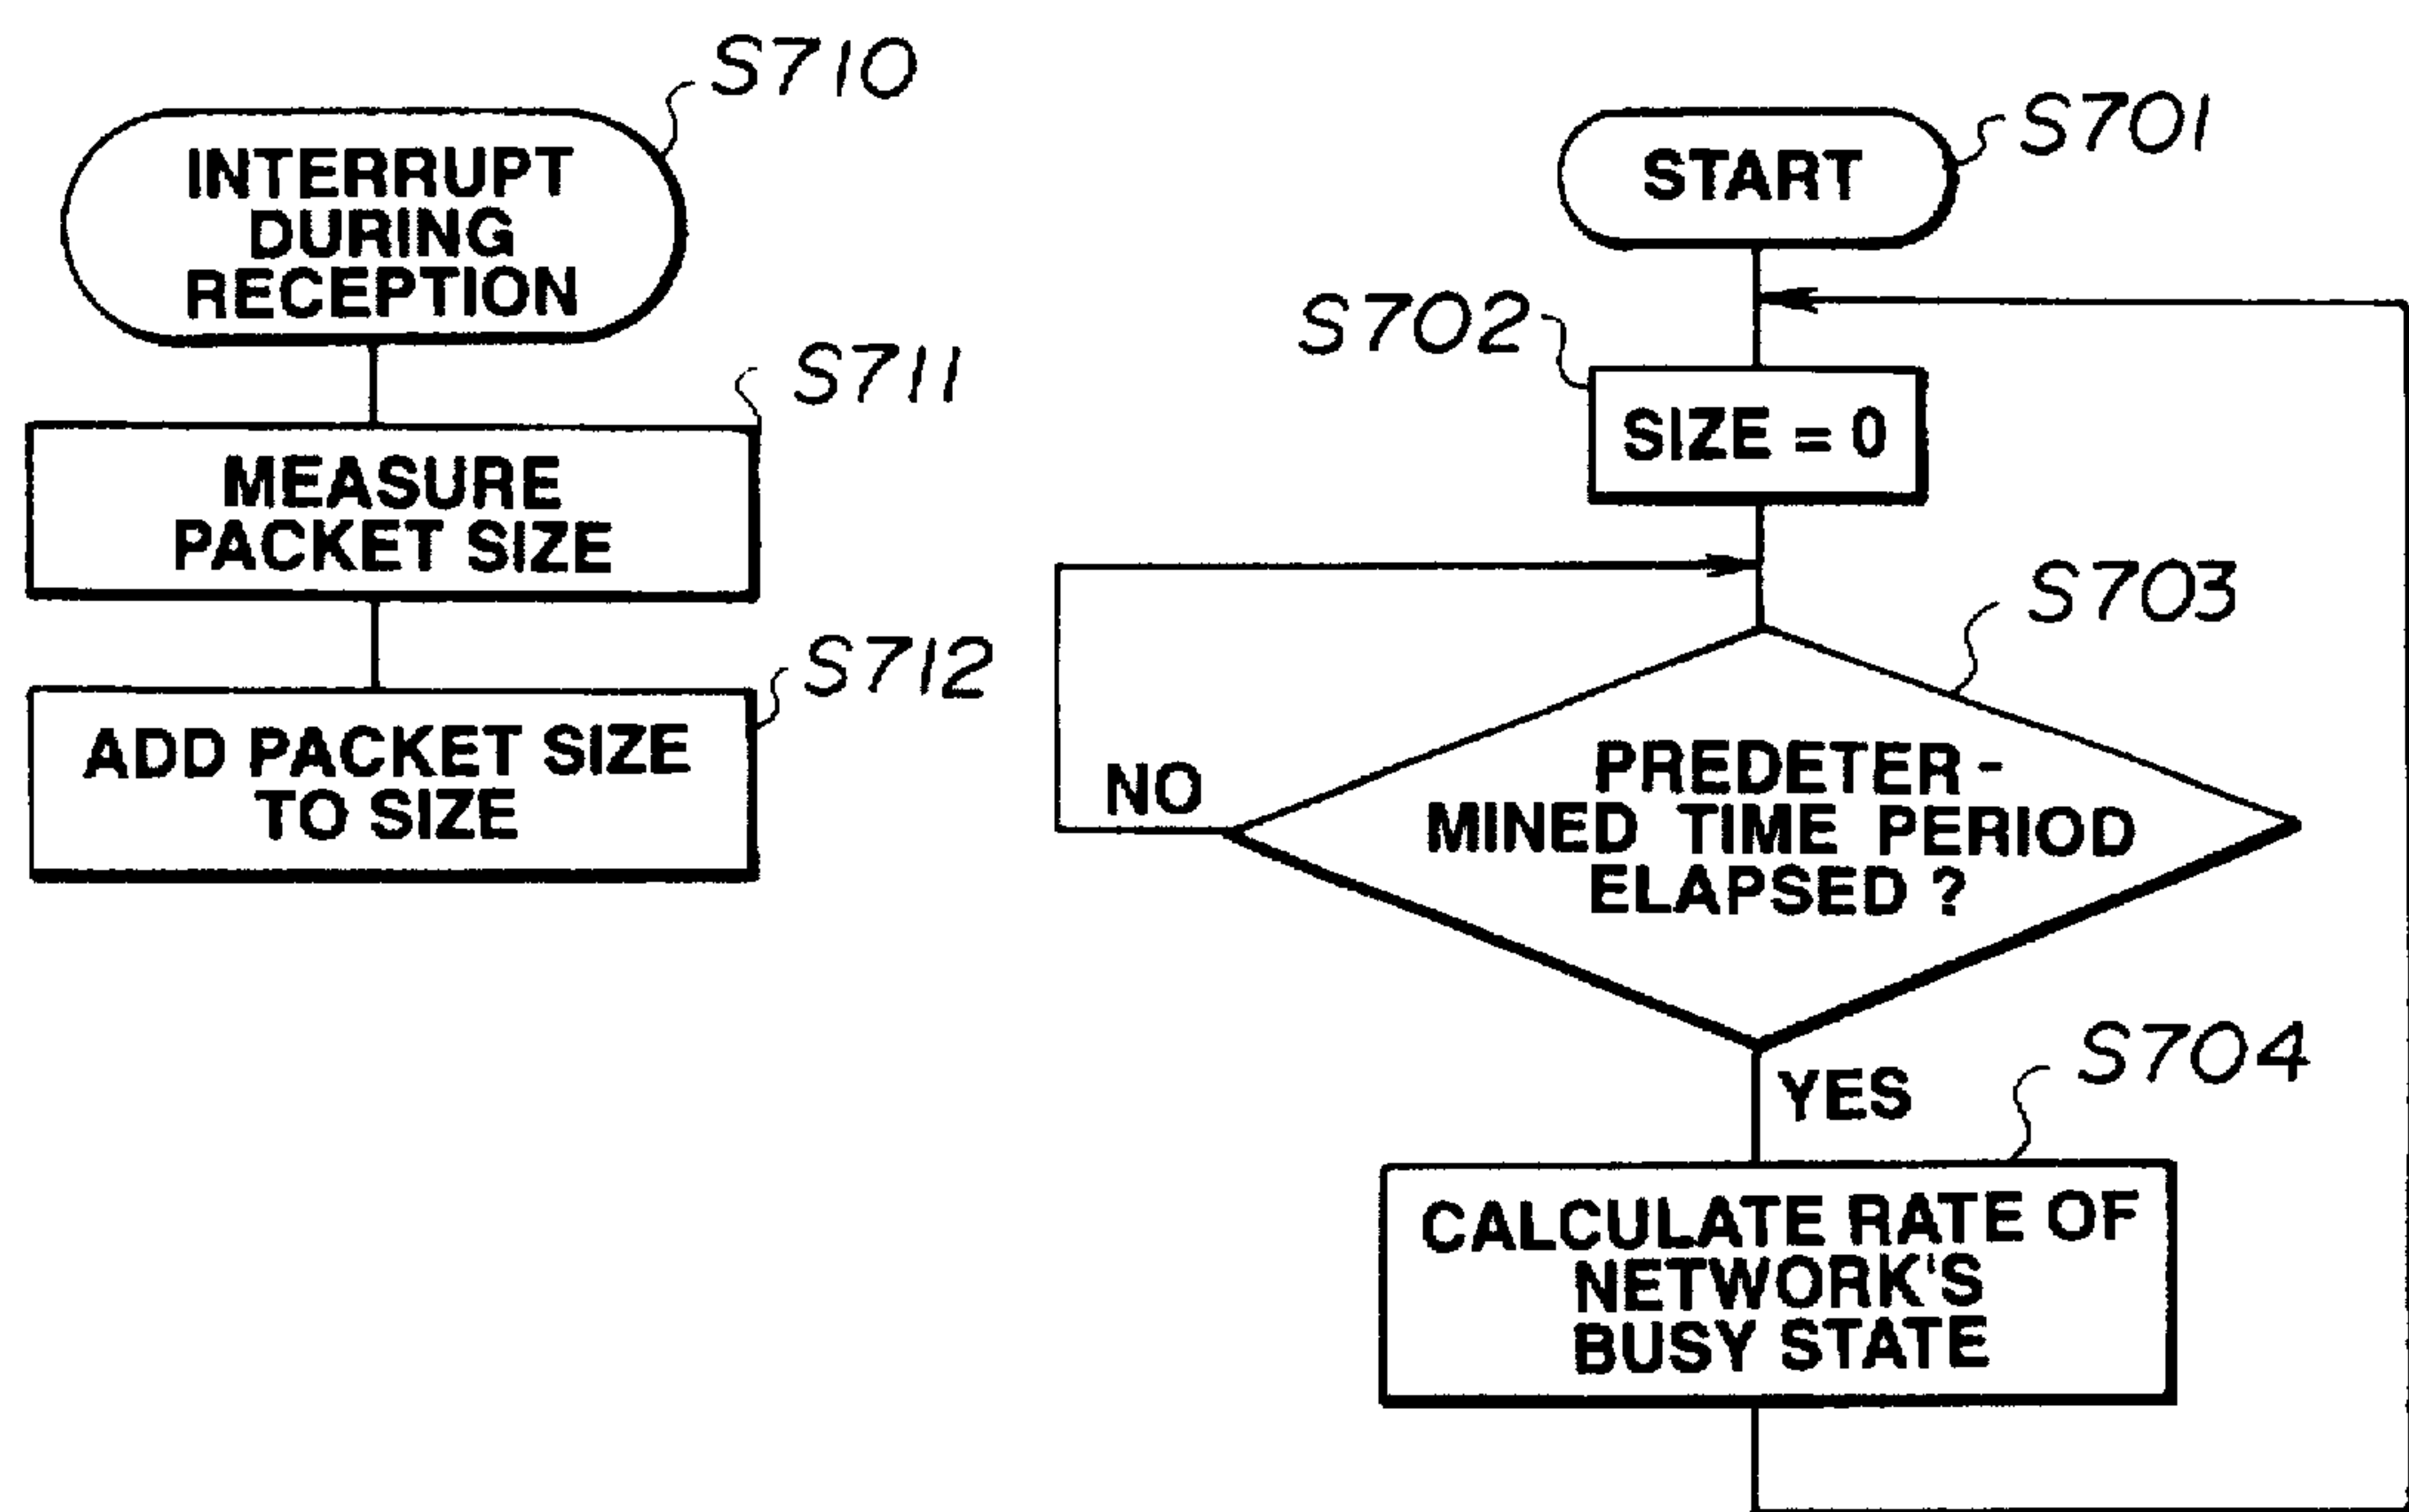 S710
INTERRUPT
DURING
RECEPTION
S711
MEASURE
PACKET SIZE
S712
ADD PACKET SIZE
TO SIZE
S701
START
S702
SIZE = 0
S703
PREDETER-
MINED TIME PERIOD
ELAPSED ?
NO
YES
S704
CALCULATE RATE OF
NETWORK'S
BUSY STATE